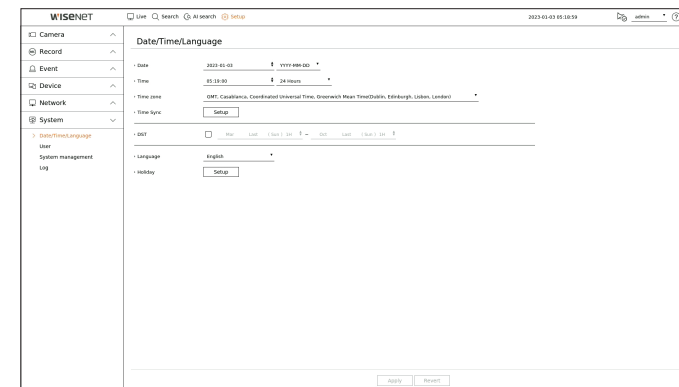 WISENET
Live Search AI search Setup 2023-01-03 05:18:59 admin ?
Camera
Record
Event
Device
Network
System
Date/Time/Language
User
System management
Log
Date/Time/Language
Date 2023-01-03 YYYY-MM-DD
Time 05:19:00 24 Hours
Time zone GMT, Casablanca, Coordinated Universal Time, Greenwich Mean Time(Dublin, Edinburgh, Lisbon, London)
Time Sync Setup
DST Mar Last (Sun) 1H – Oct Last (Sun) 1H
Language English
Holiday Setup
Apply Revert